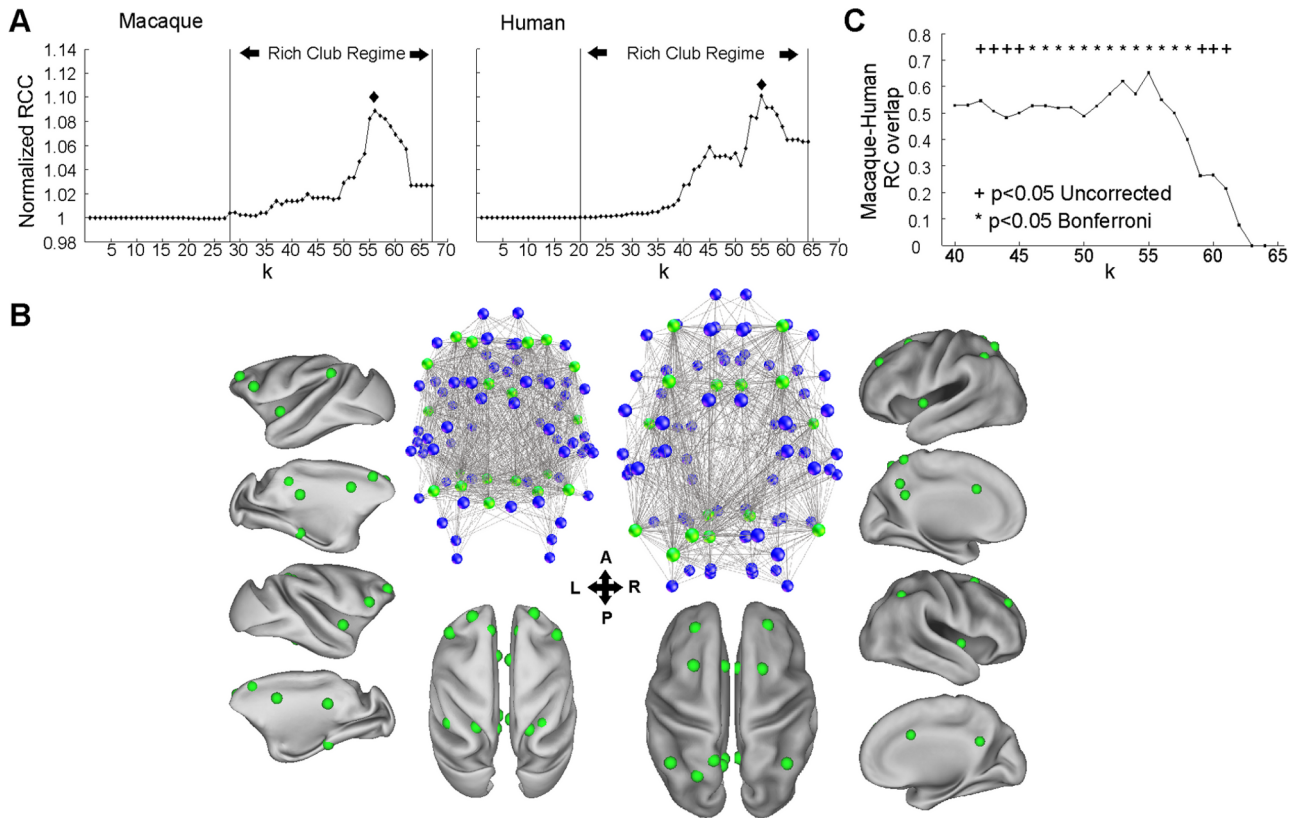 A
Macaque
Human
Normalized RCC
1.14
1.12
1.10
1.08
1.06
1.04
1.02
1
0.98
Rich Club Regime
5 10 15 20 25 30 35 40 45 50 55 60 65 70
k
Rich Club Regime
5 10 15 20 25 30 35 40 45 50 55 60 65 70
k
C
Macaque-Human
RC overlap
0.8
0.7
0.6
0.5
0.4
0.3
0.2
0.1
0
++++*************+++
+ p<0.05 Uncorrected
* p<0.05 Bonferroni
40 45 50 55 60 65
k
B
A
L R
P